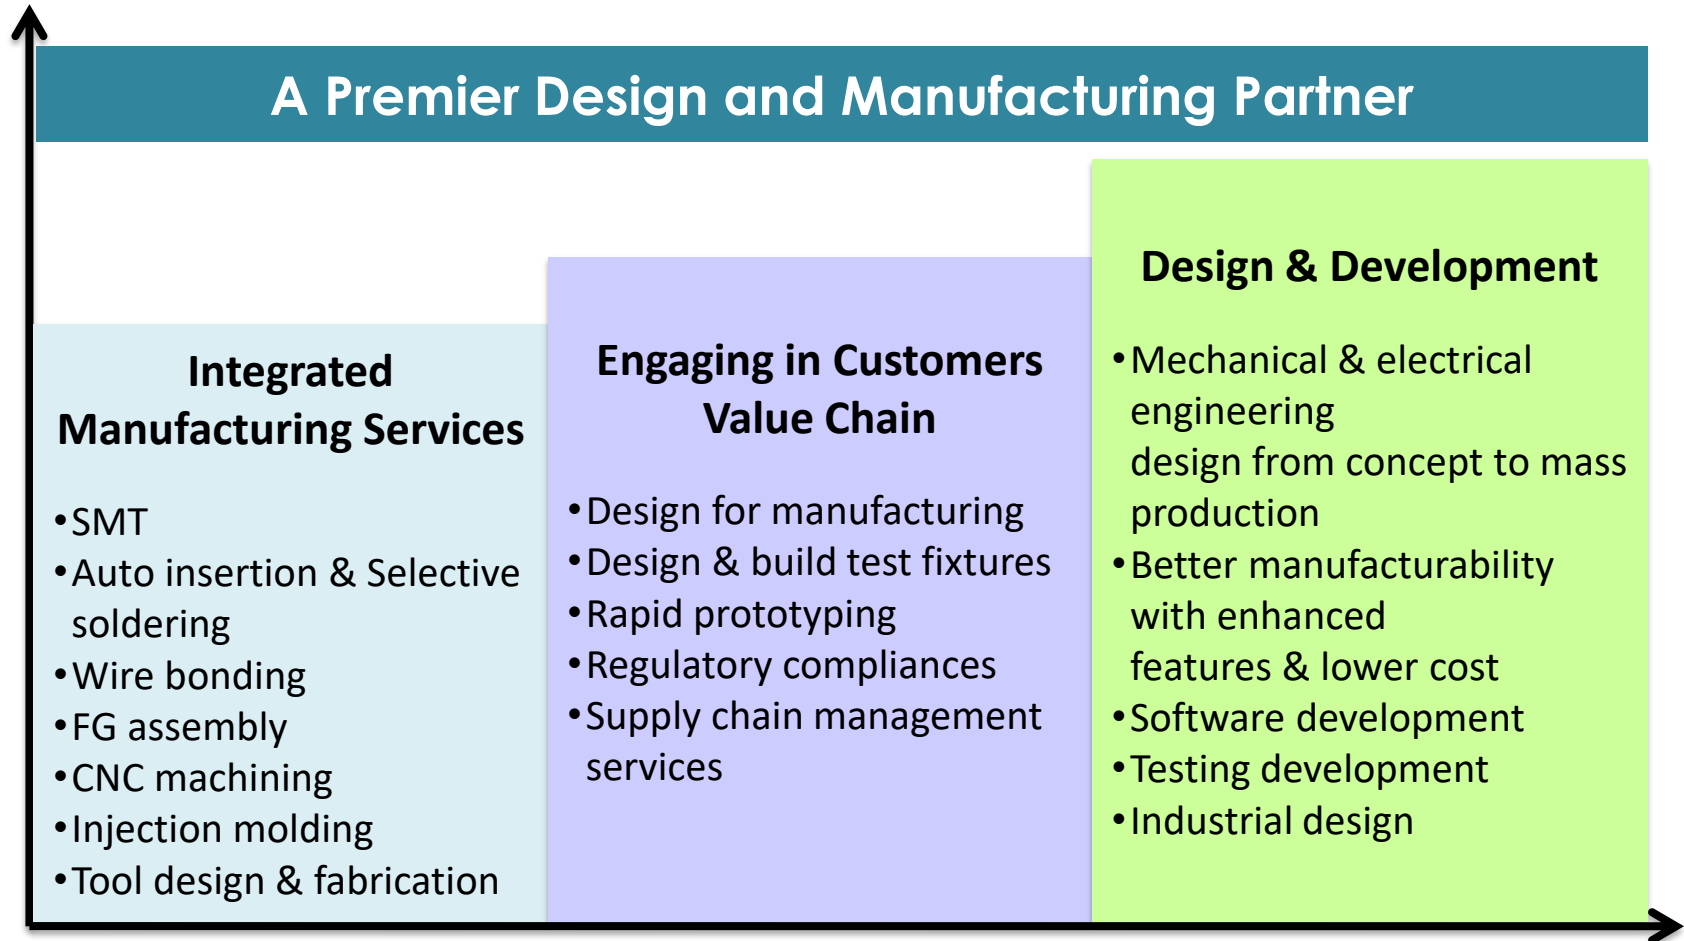 A Premier Design and Manufacturing Partner
Integrated
Manufacturing Services
•SMT
•Auto insertion & Selective
soldering
•Wire bonding
•FG assembly
•CNC machining
•Injection molding
•Tool design & fabrication
Engaging in Customers
Value Chain
•Design for manufacturing
•Design & build test fixtures
•Rapid prototyping
•Regulatory compliances
•Supply chain management
services
Design & Development
•Mechanical & electrical
engineering
design from concept to mass
production
•Better manufacturability
with enhanced
features & lower cost
•Software development
•Testing development
•Industrial design